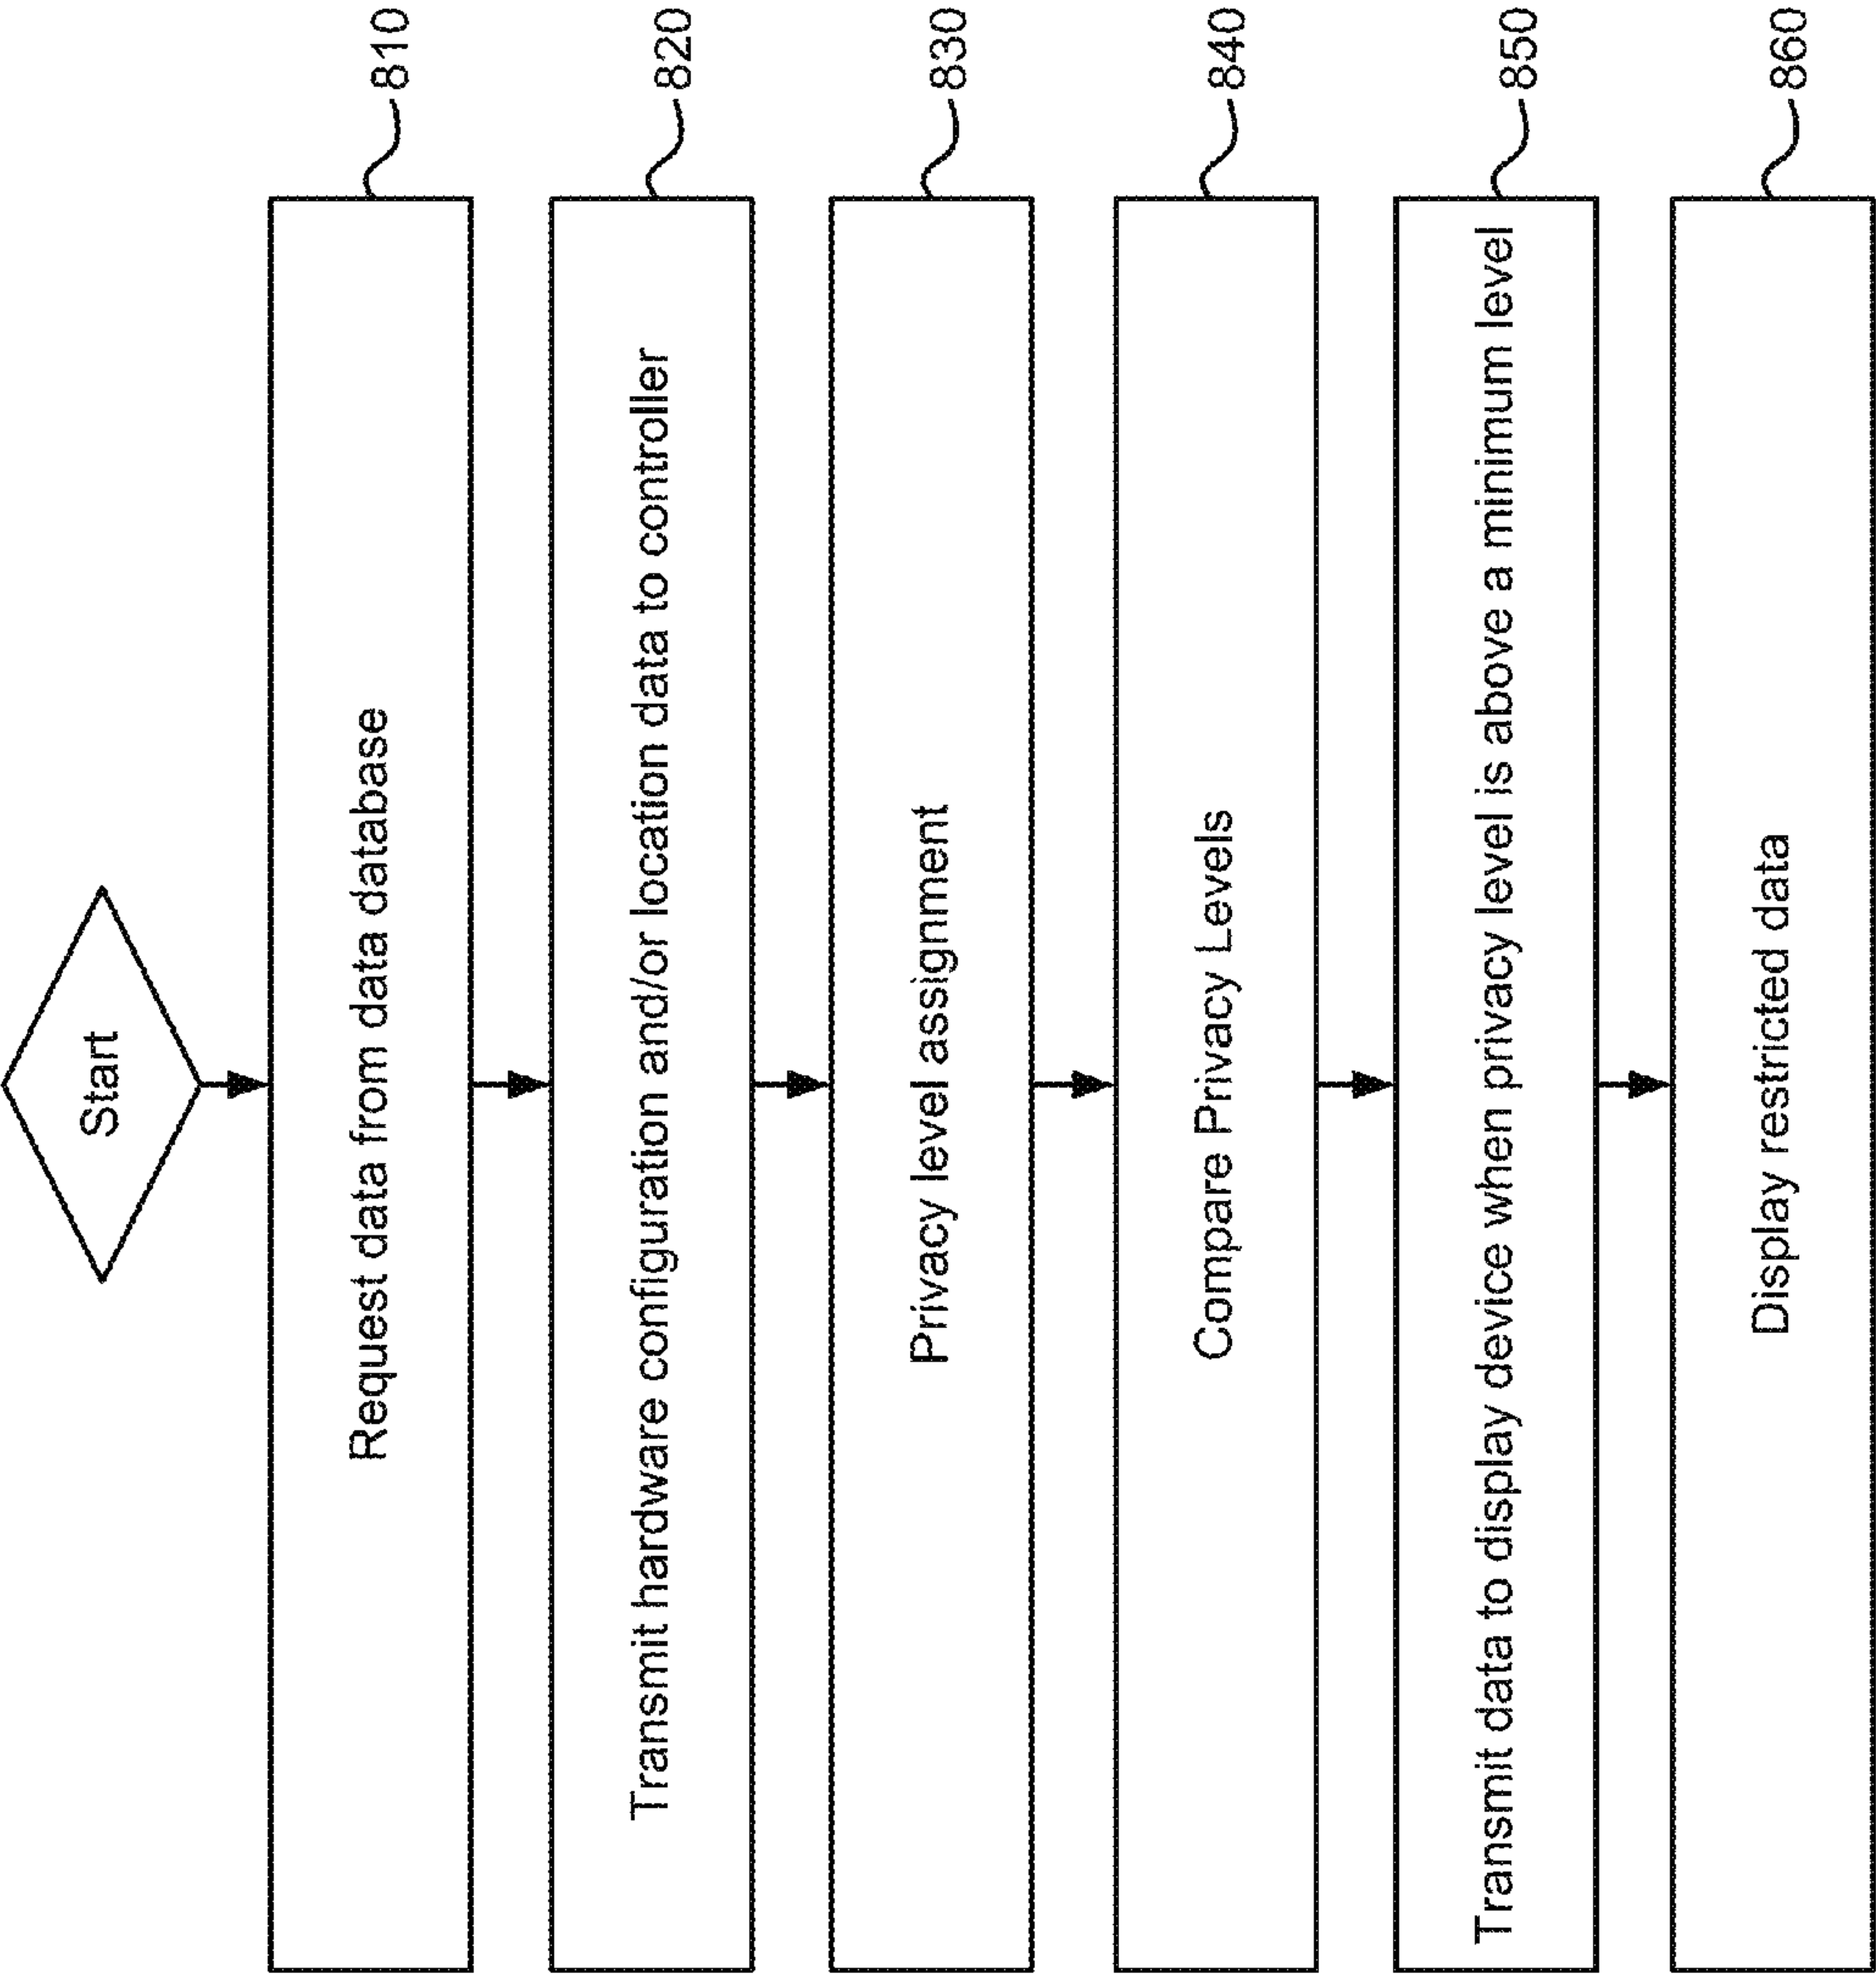 Start
Request data from data database
810
Transmit hardware configuration and/or location data to controller
820
Privacy level assignment
830
Compare Privacy Levels
840
Transmit data to display device when privacy level is above a minimum level
850
Display restricted data
860